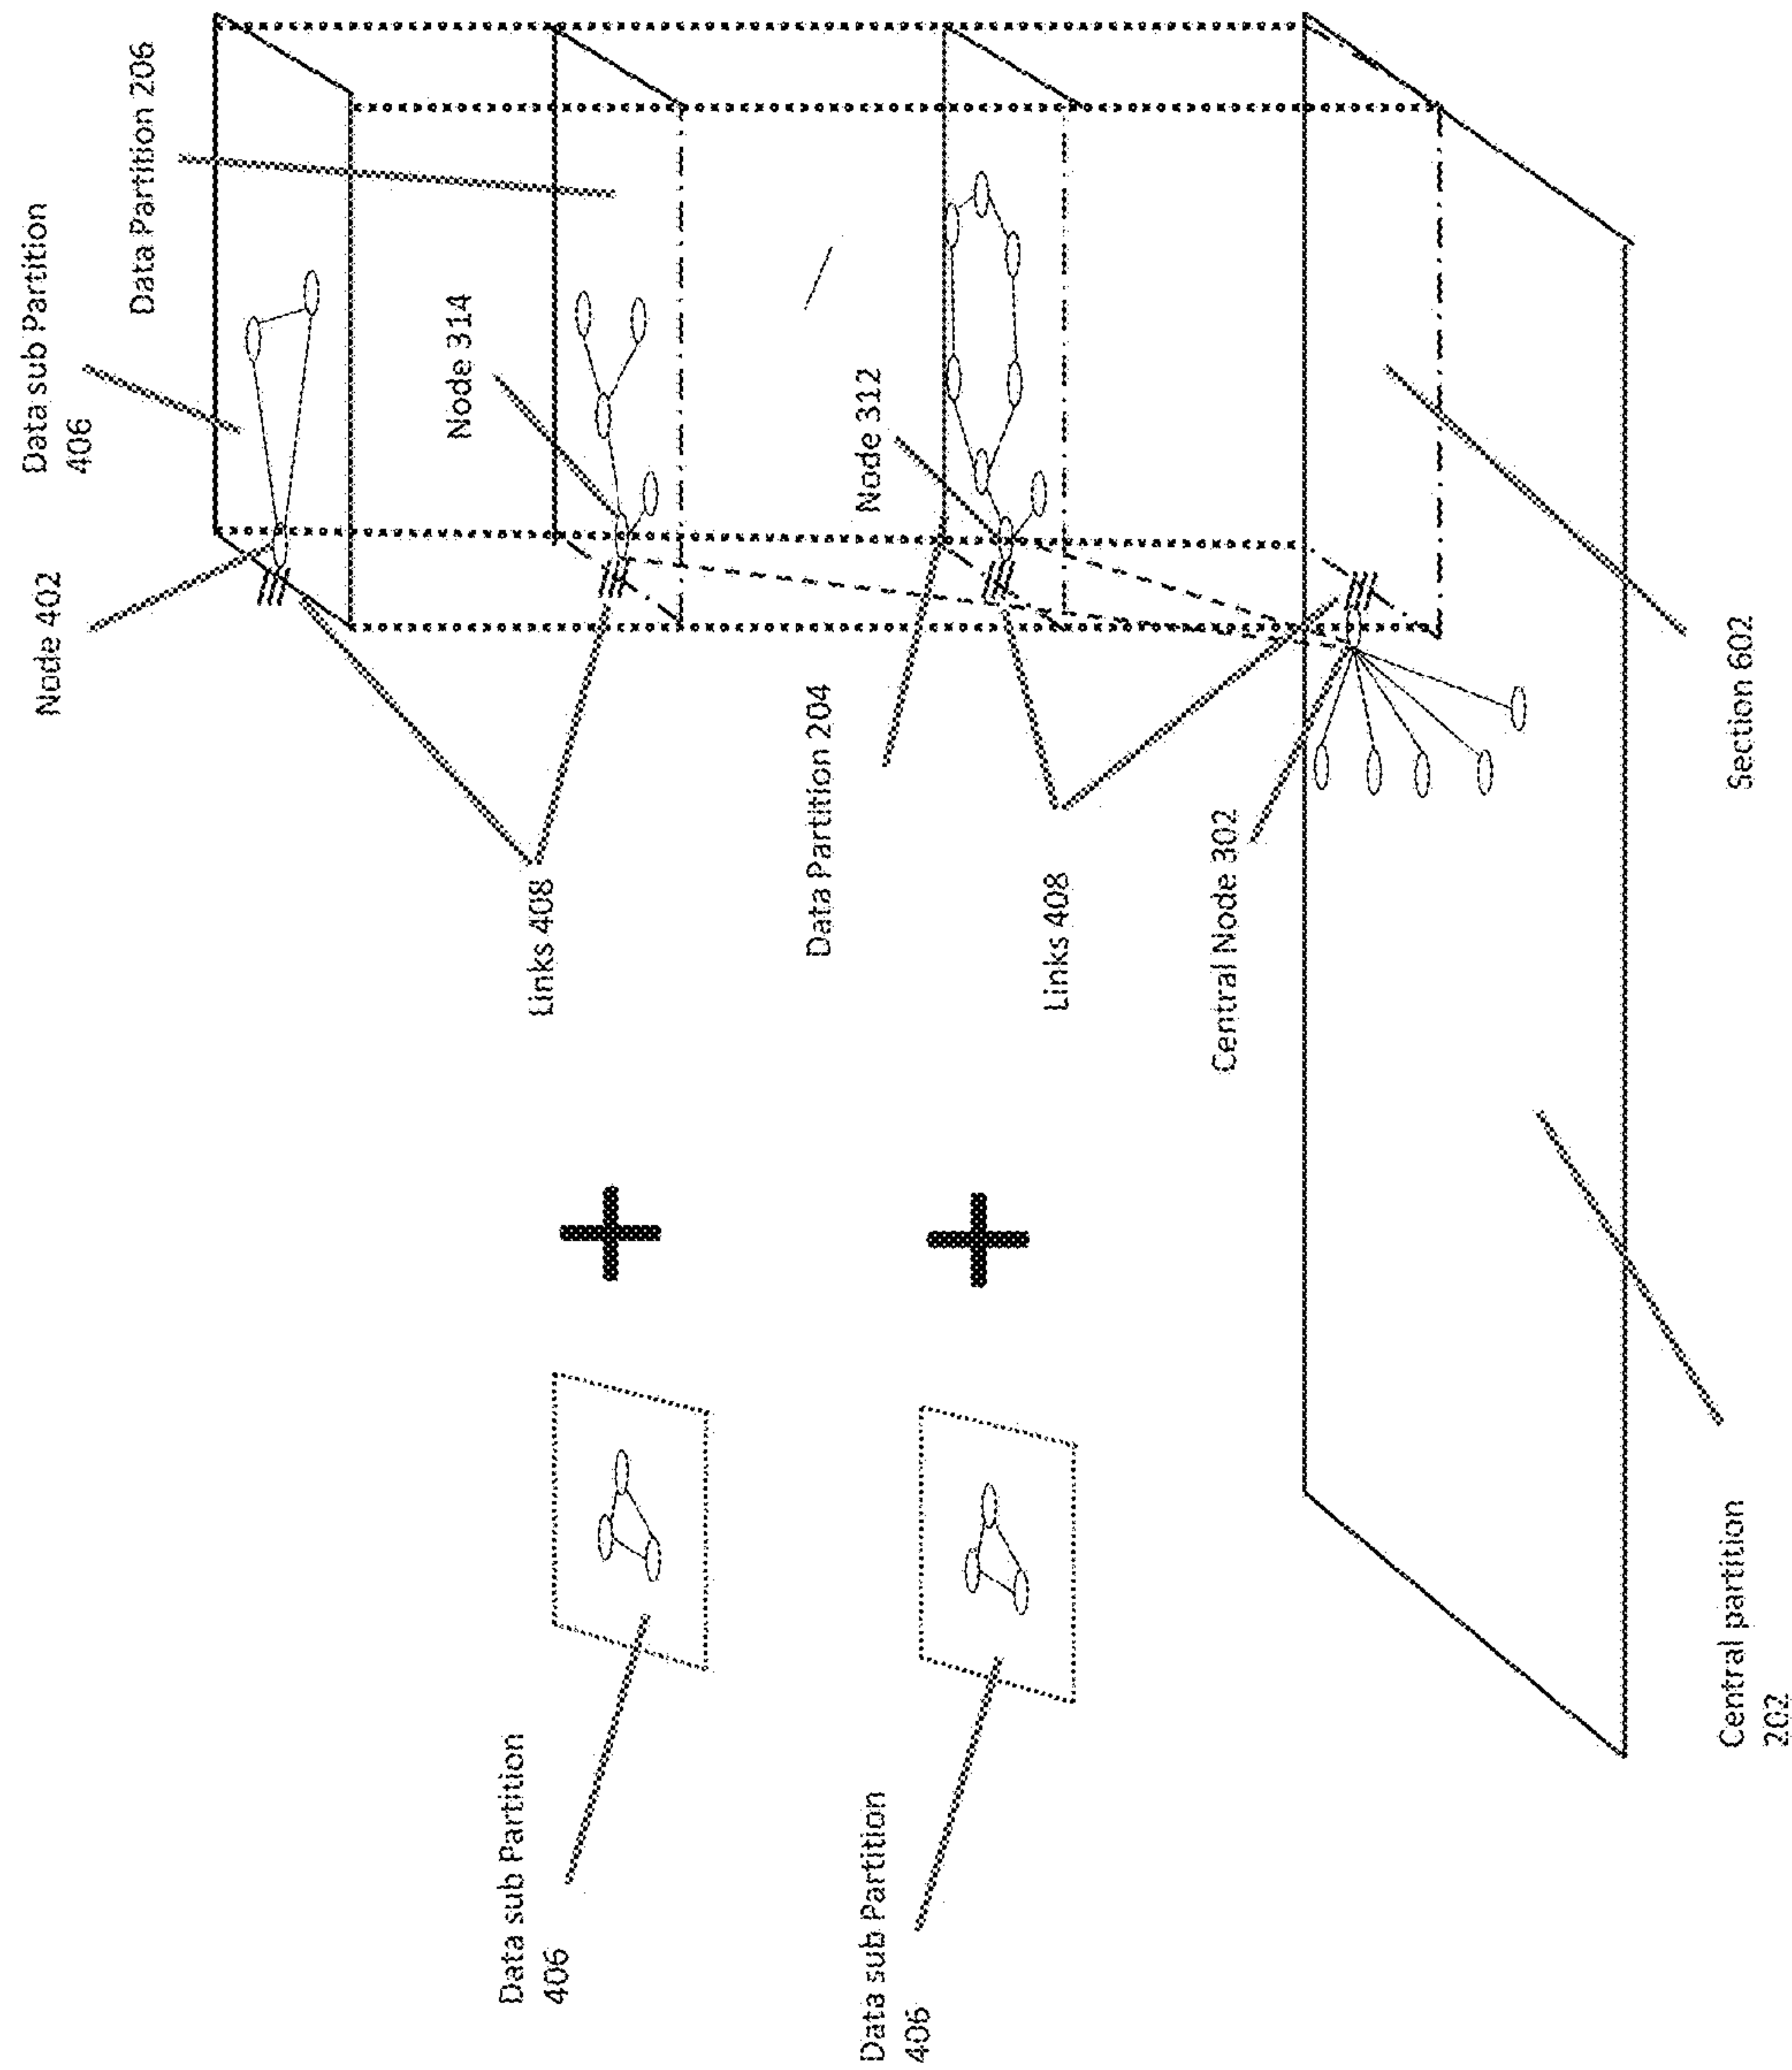 Data sub Partition
406
Data Partition 206
Node 402
Node 314
Links 408
Node 312
Data Partition 204
Links 408
Central Node 302
Section 602
Data sub Partition
406
Data sub Partition
406
Central partition
202